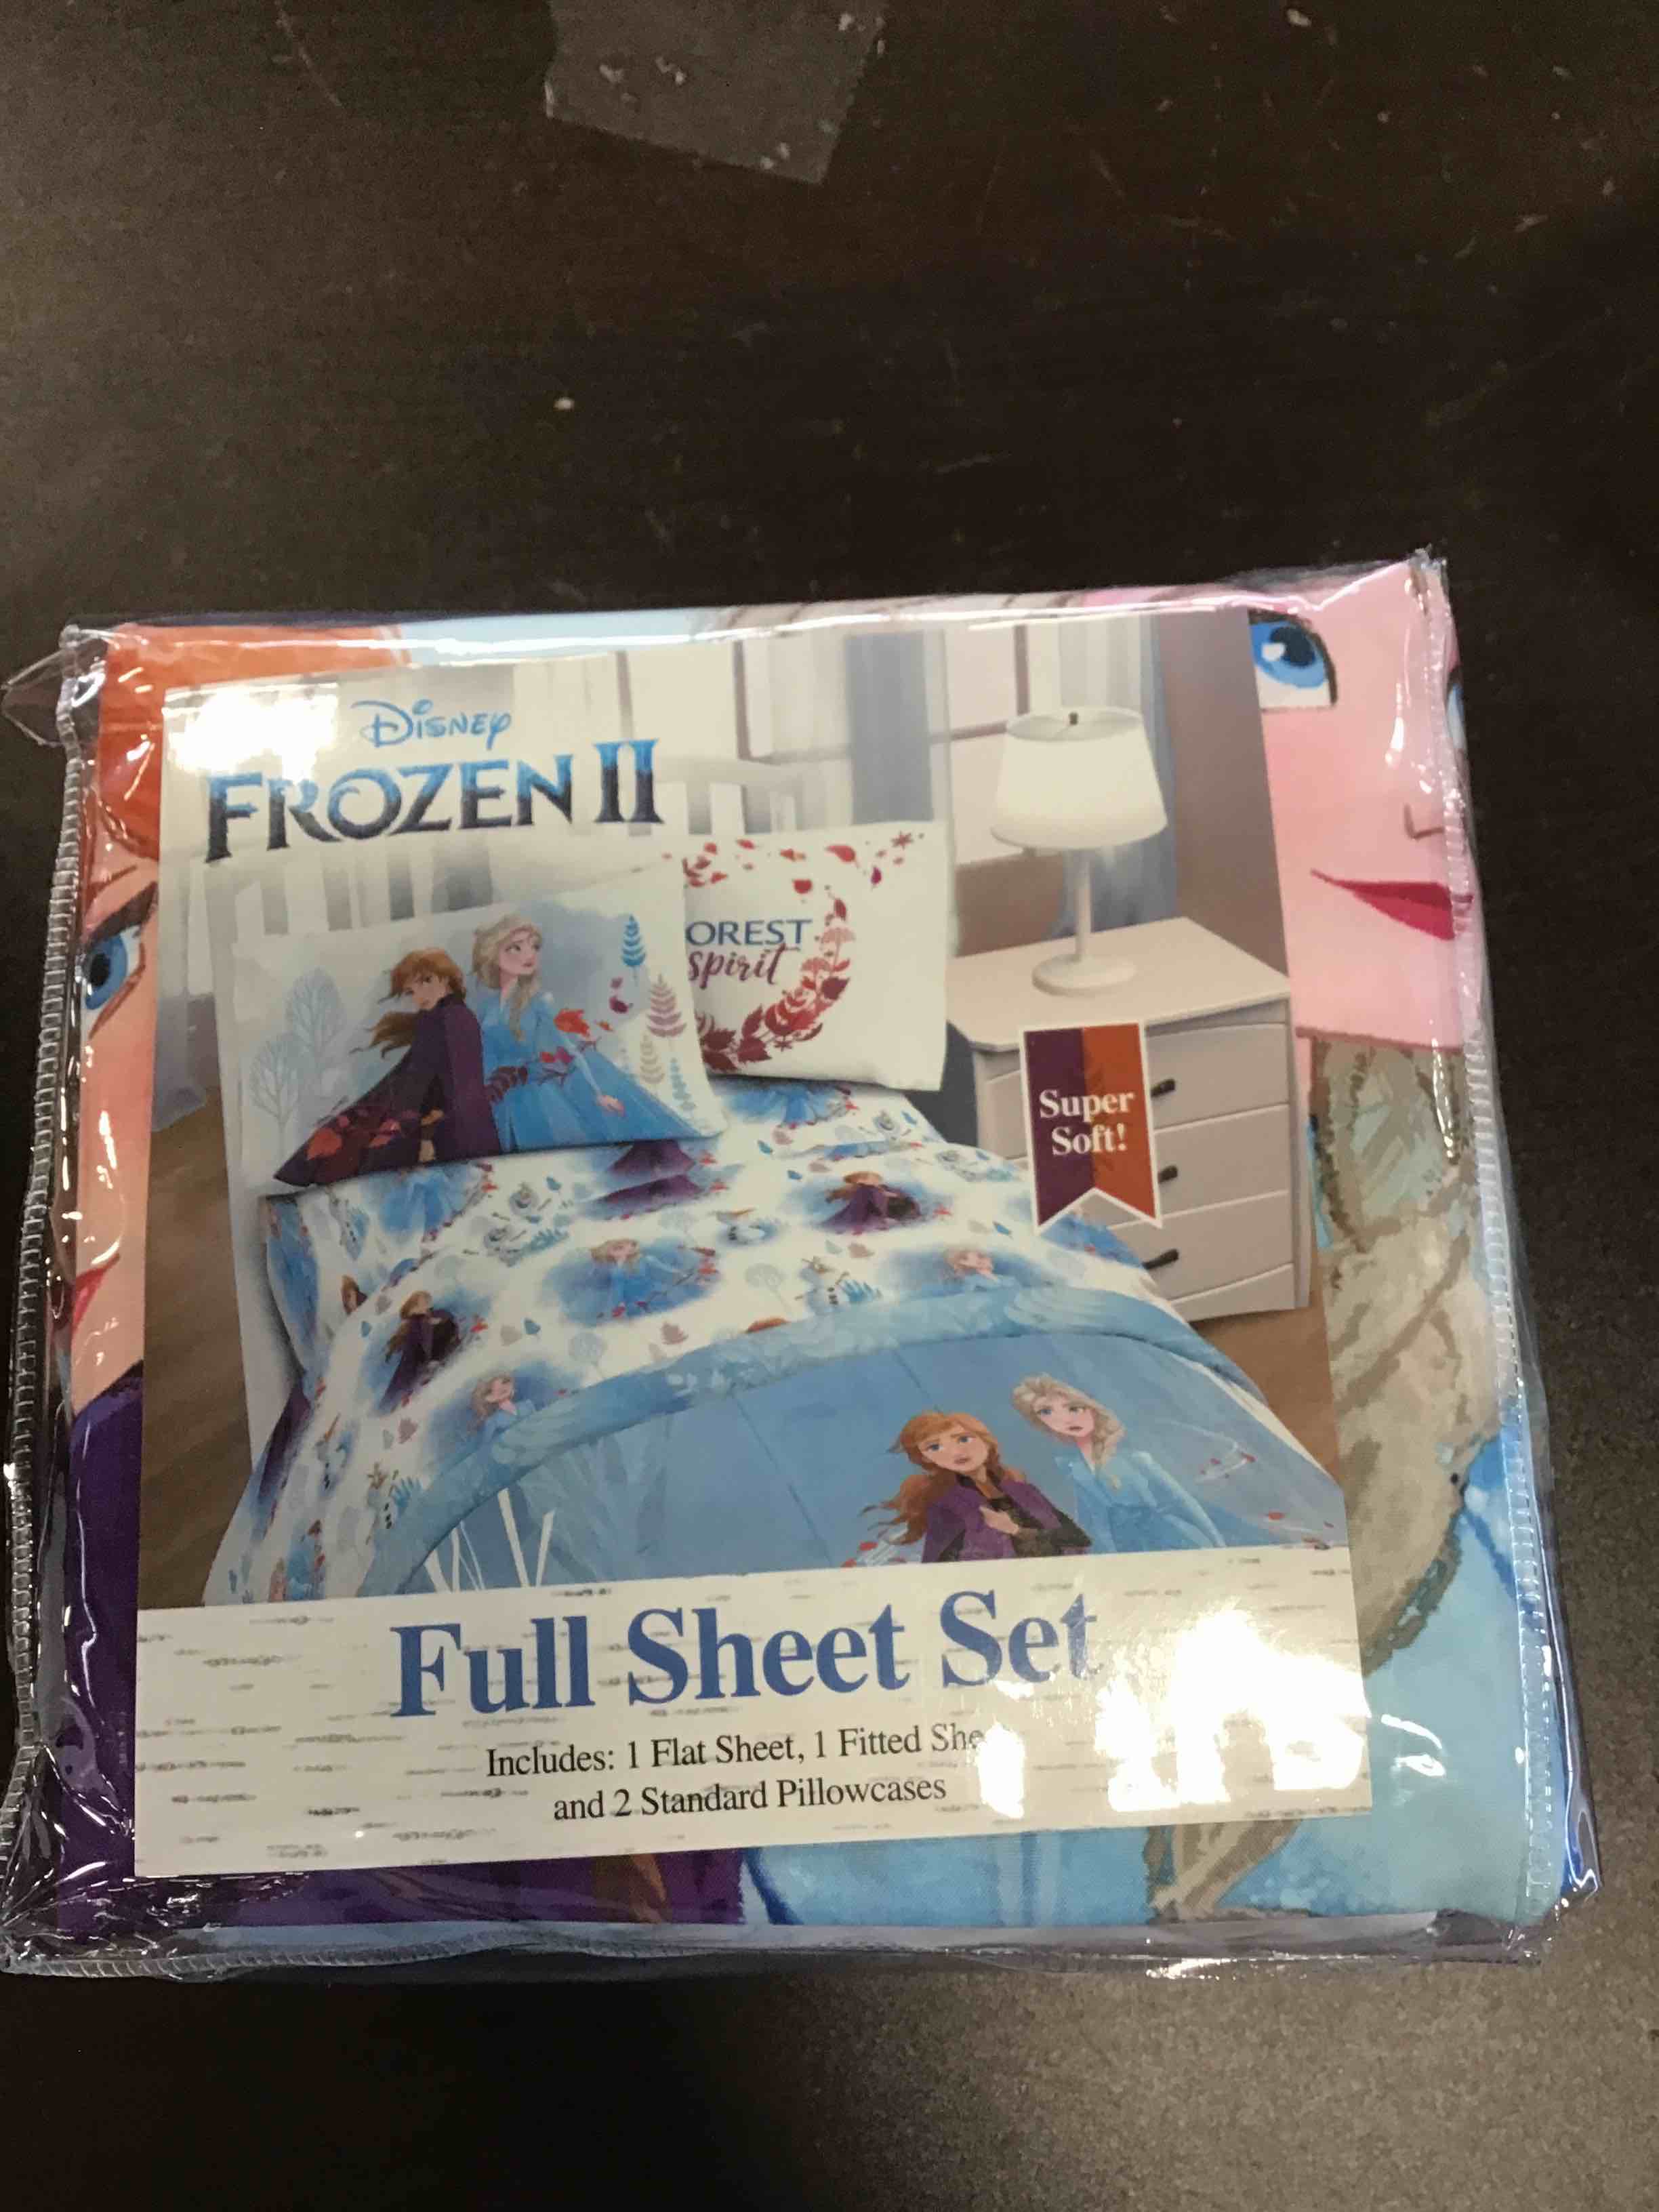 Disney
FROZEN II
OREST
spirit
Super
Soft!
Full Sheet Set
Includes: 1 Flat Sheet, 1 Fitted She
and 2 Standard Pillowcases